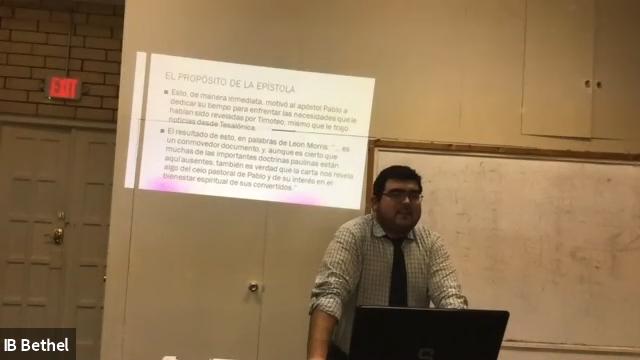 EXIT
EL PROPÓSITO DE LA EPÍSTOLA
Esto, de manera inmediata, motivó al apóstol Pablo a
dedicar su tiempo para enfrentar las necesidades que le
habían sido reveladas por Timoteo, mismo que le trajo
noticias desde Tesalónica.
El resultado de esto, en palabras de Leon Morris: "... es
un conmovedor documento, y, aunque es cierto que
muchas de las importantes doctrinas paulinas están
aquí ausentes, también es verdad que la carta nos revela
algo del celo pastoral de Pablo y de su interés en el
bienestar espiritual de sus convertidos."
IB Bethel